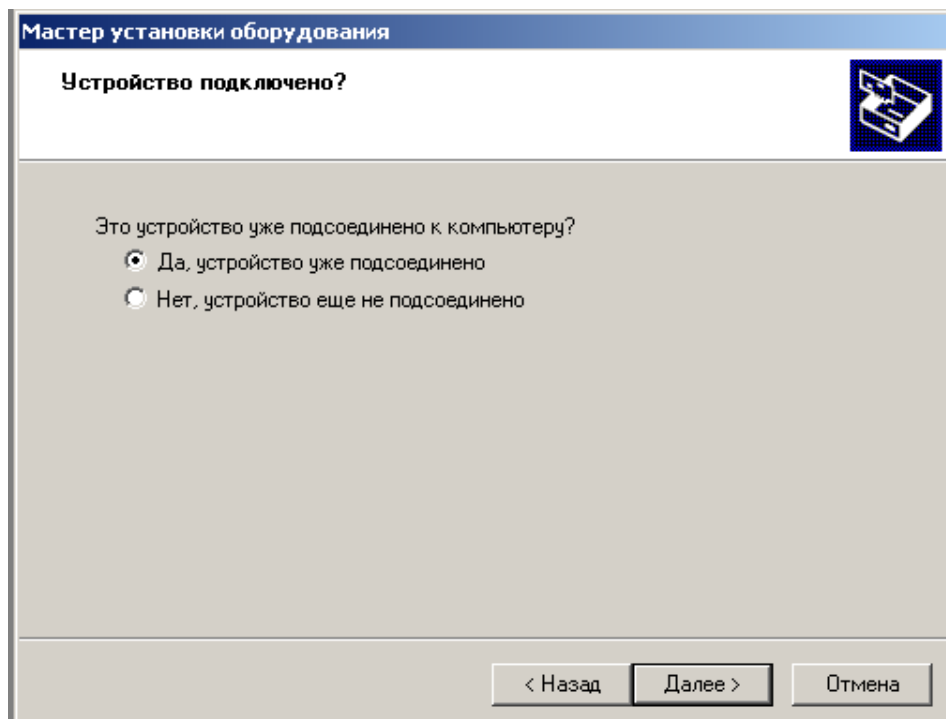 Мастер установки оборудования
Устройство подключено?
Это устройство уже подсоединено к компьютеру?
Да, устройство уже подсоединено
Нет, устройство еще не подсоединено
< Назад Далее > Отмена